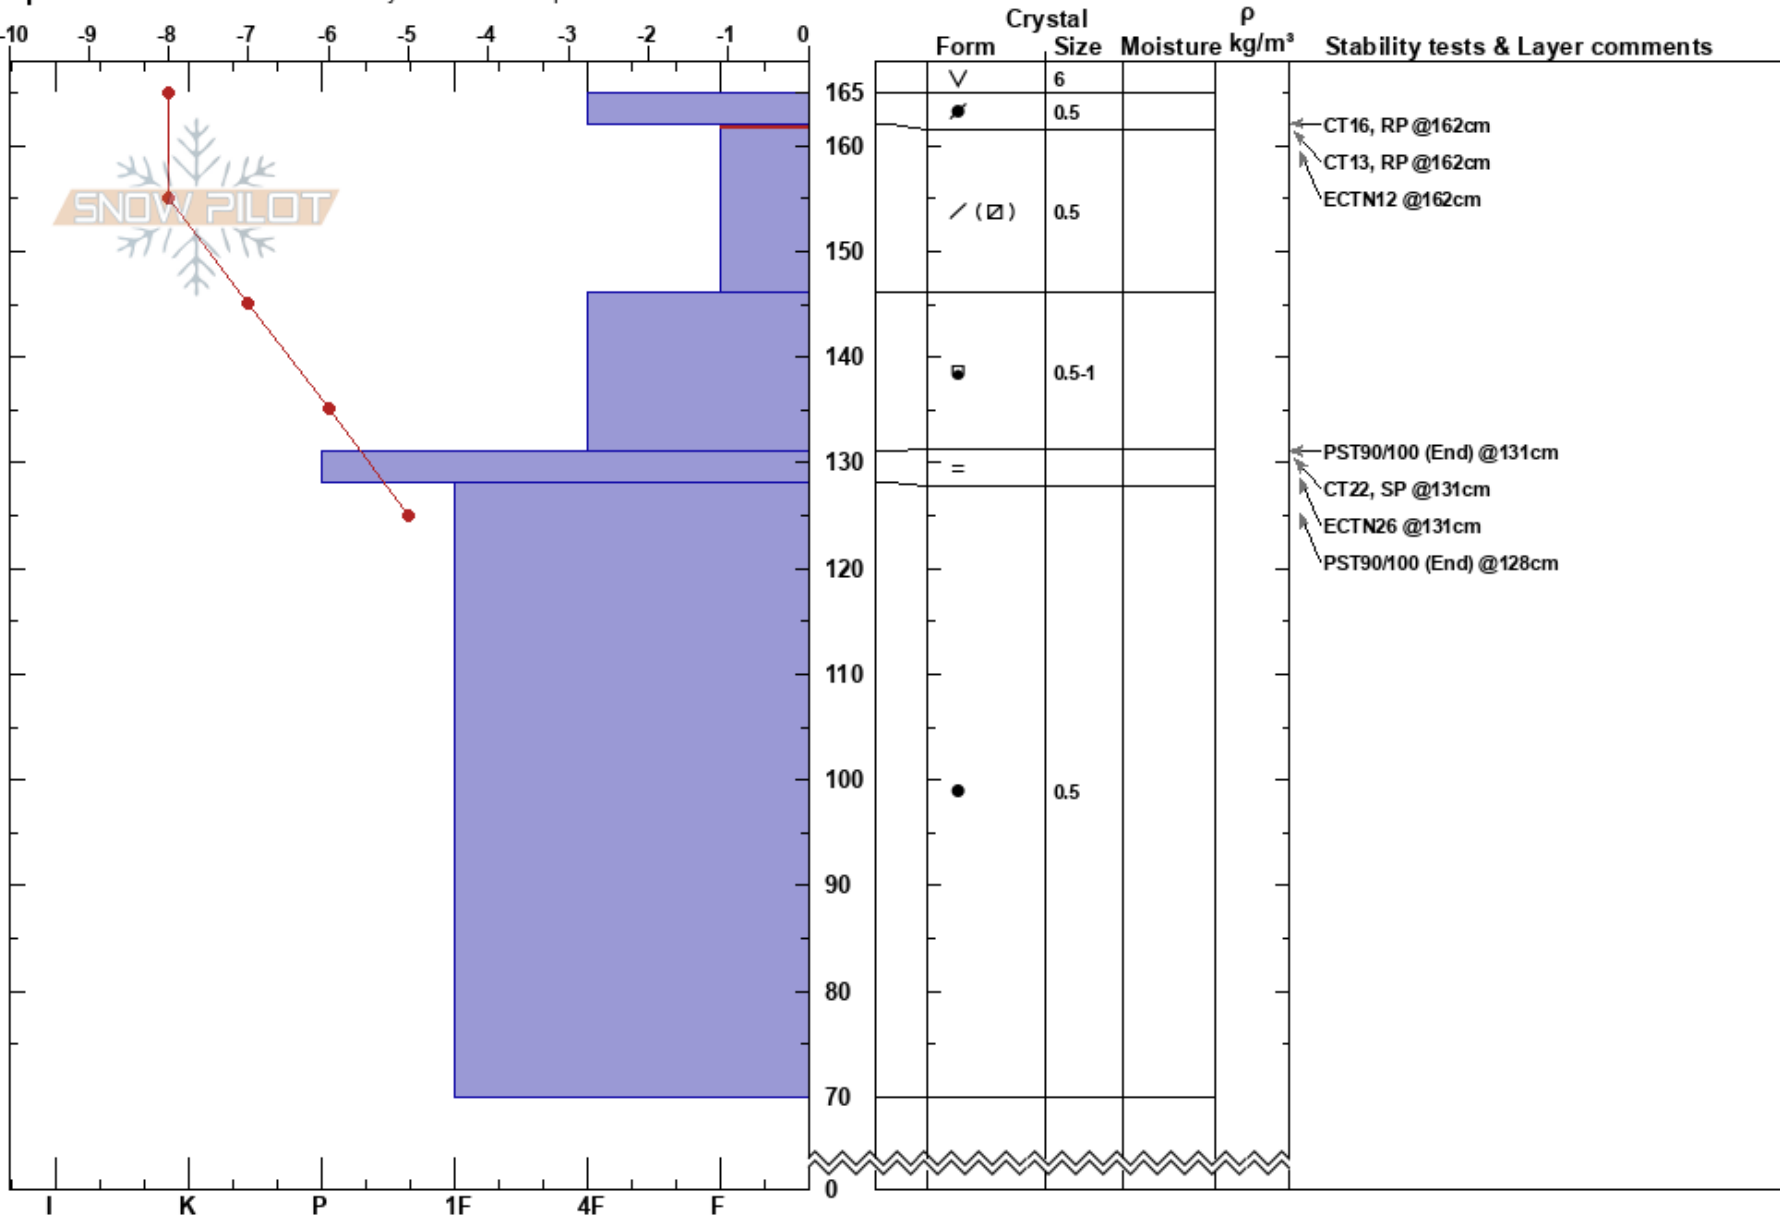 Crystal ρ
-10 -9 -8 -7 -6 -5 -4 -3 -2 -1 0 Form Size Moisture kg/m³ Stability tests & Layer comments
6
165
0.5
CT16, RP @162cm
160
CT13, RP @162cm
SNOW PILOT
ECTN12 @162cm
0.5
150
140
0.5-1
PST90/100 (End) @131cm
130
CT22, SP @131cm
ECTN26 @131cm
120
PST90/100 (End) @128cm
110
100
0.5
90
80
70
0
I K P 1F 4F F